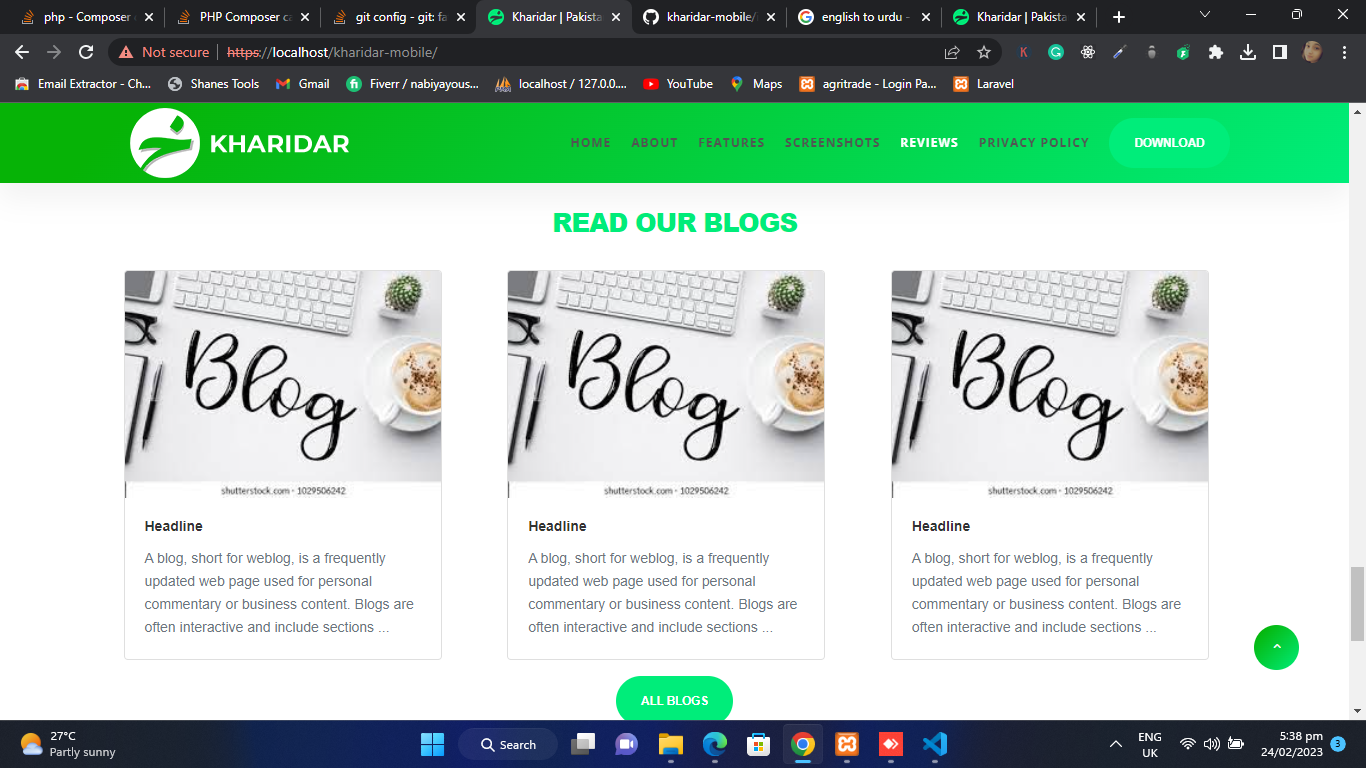 php - Composer
PHP Composer ca
git config - git: fa
Kharidar | Pakista
kharidar-mobile/
english to urdu -
Kharidar | Pakista
Not secure
https://localhost/kharidar-mobile/
Email Extractor - Ch...
Shanes Tools
Gmail
Fiverr / nabiyayous...
localhost / 127.0.0....
YouTube
Maps
agritrade - Login Pa...
Laravel
KHARIDAR
HOME
ABOUT
FEATURES
SCREENSHOTS
REVIEWS
PRIVACY POLICY
DOWNLOAD
READ OUR BLOGS
Blog
shutterstock.com · 1029506242
Headline
A blog, short for weblog, is a frequently
updated web page used for personal
commentary or business content. Blogs are
often interactive and include sections ...
Blog
shutterstock.com · 1029506242
Headline
A blog, short for weblog, is a frequently
updated web page used for personal
commentary or business content. Blogs are
often interactive and include sections ...
Blog
shutterstock.com · 1029506242
Headline
A blog, short for weblog, is a frequently
updated web page used for personal
commentary or business content. Blogs are
often interactive and include sections ...
ALL BLOGS
27°C
Partly sunny
Search
ENG
UK
5:38 pm
24/02/2023
3